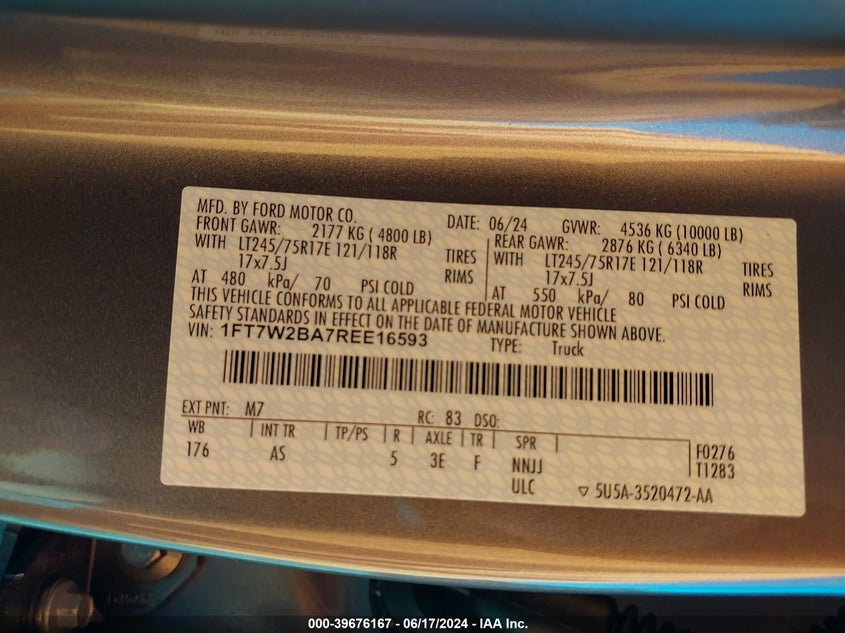 MFD. BY FORD MOTOR CO. DATE: 06/24 GVWR: 4536 KG (10000 LB)
FRONT GAWR: 2177 KG ( 4800 LB) REAR GAWR: 2876 KG ( 6340 LB)
WITH LT245/75R17E 121/118R TIRES WITH LT245/75R17E 121/118R TIRES
17x7.5J RIMS 17x7.5J RIMS
AT 480 kPa/ 70 PSI COLD AT 550 kPa/ 80 PSI COLD
THIS VEHICLE CONFORMS TO ALL APPLICABLE FEDERAL MOTOR VEHICLE
SAFETY STANDARDS IN EFFECT ON THE DATE OF MANUFACTURE SHOWN ABOVE.
VIN: 1FT7W2BA7REE16593 TYPE: Truck
EXT PNT: M7 RC: 83 DSO:
WB INT TR TP/PS R AXLE TR SPR F0276
176 AS 5 3E F NNJJ T1283
ULC 5U5A-3520472-AA
000-39676167 - 06/17/2024 - IAA Inc.